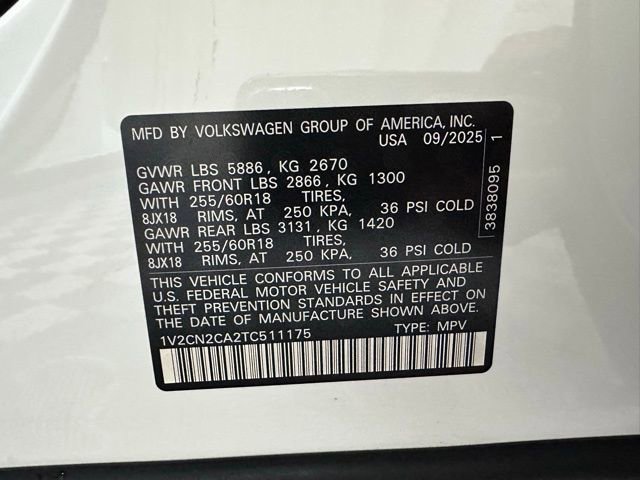 MFD BY VOLKSWAGEN GROUP OF AMERICA, INC.
USA 09/2025
GVWR LBS 5886, KG 2670
GAWR FRONT LBS 2866, KG 1300
WITH 255/60R18 TIRES,
8JX18 RIMS, AT 250 KPA, 36 PSI COLD
GAWR REAR LBS 3131, KG 1420
WITH 255/60R18 TIRES,
8JX18 RIMS, AT 250 KPA, 36 PSI COLD
THIS VEHICLE CONFORMS TO ALL APPLICABLE
U.S. FEDERAL MOTOR VEHICLE SAFETY AND
THEFT PREVENTION STANDARDS IN EFFECT ON
THE DATE OF MANUFACTURE SHOWN ABOVE.
1V2CN2CA2TC511175 TYPE: MPV
3838095 1